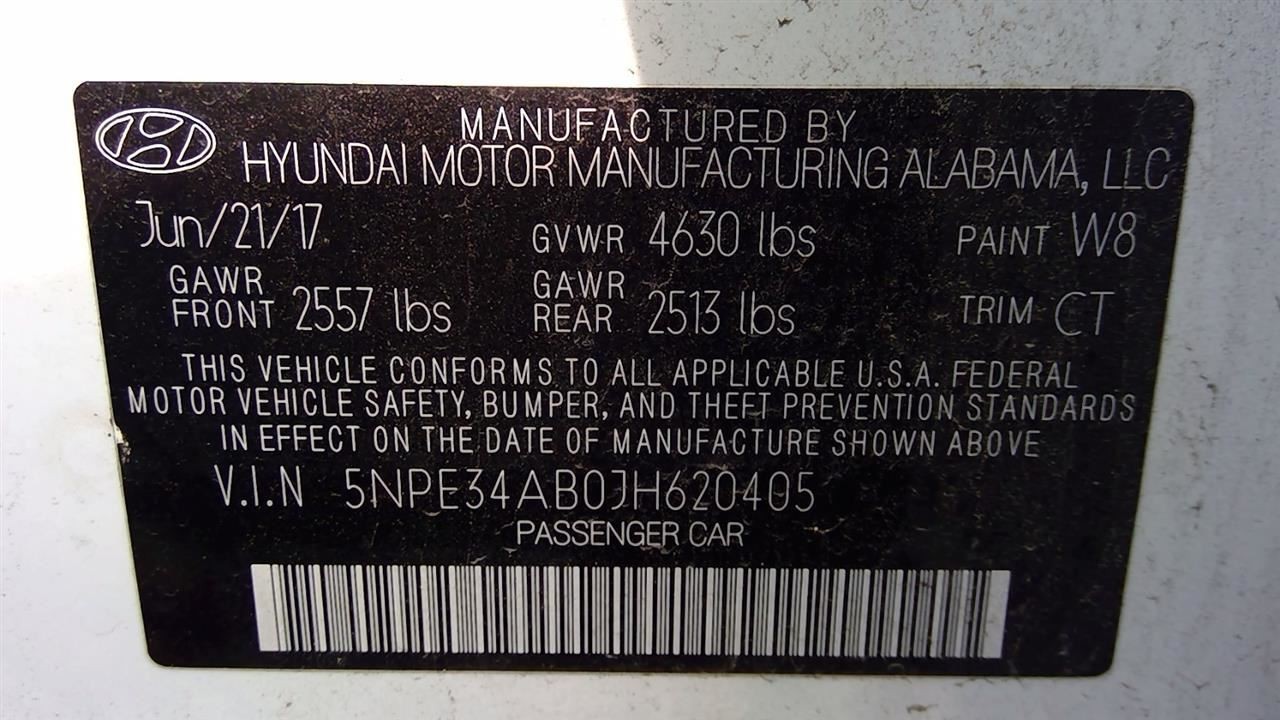 MANUFACTURED BY
HYUNDAI MOTOR MANUFACTURING ALABAMA, LLC
Jun/21/17 GVWR 4630 lbs PAINT W8
GAWR FRONT 2557 lbs GAWR REAR 2513 lbs TRIM CT
THIS VEHICLE CONFORMS TO ALL APPLICABLE U.S.A. FEDERAL
MOTOR VEHICLE SAFETY, BUMPER, AND THEFT PREVENTION STANDARDS
IN EFFECT ON THE DATE OF MANUFACTURE SHOWN ABOVE
V.I.N 5NPE34AB0JH620405
PASSENGER CAR